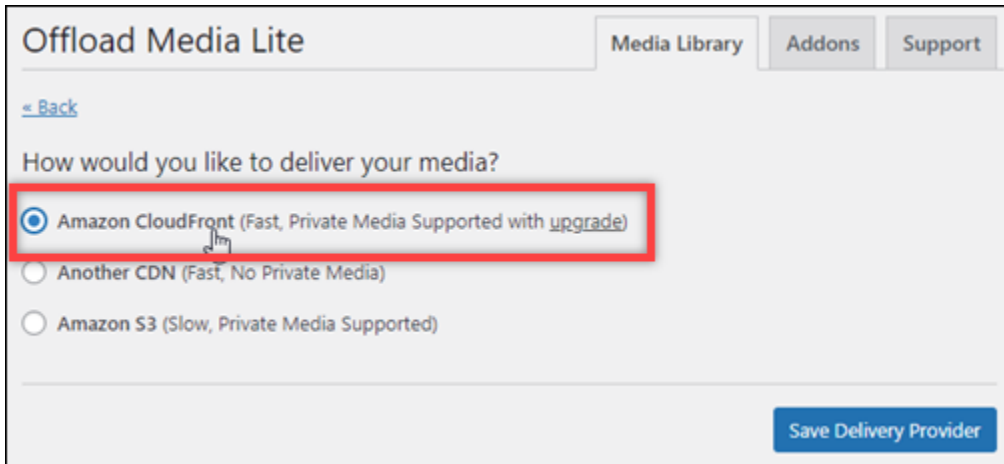 Offload Media Lite
Media Library
Addons
Support
« Back
How would you like to deliver your media?
Amazon CloudFront (Fast, Private Media Supported with upgrade)
Another CDN (Fast, No Private Media)
Amazon S3 (Slow, Private Media Supported)
Save Delivery Provider